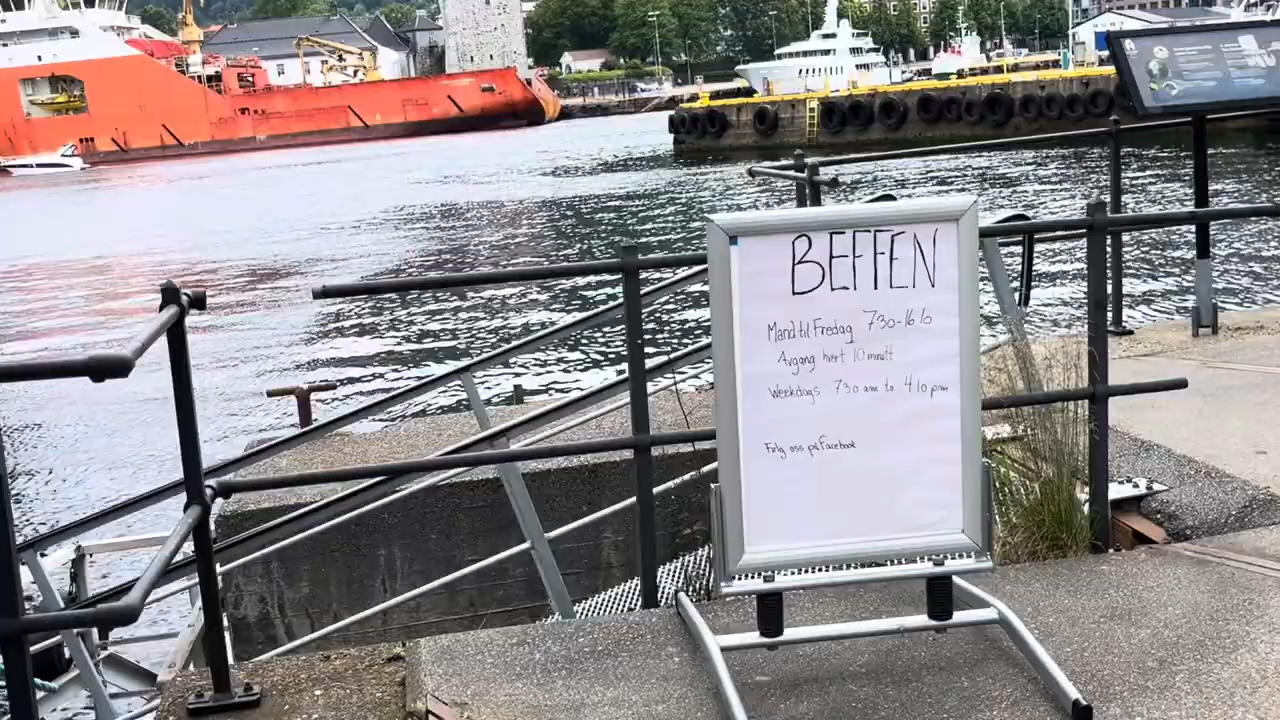 BEFFEN
Mand til Fredag 730-1610
Avgang hvert 10 minutt
Weekdays 730 am to 410 pm
Følg oss på Facebook